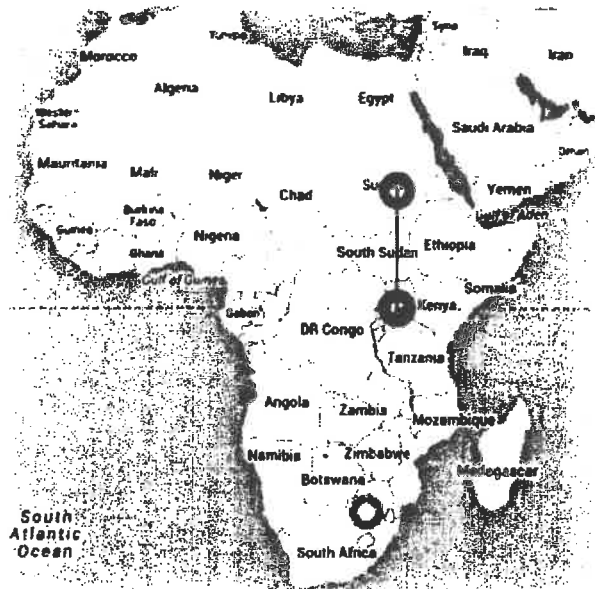 Tunisia
Syria
Morocco
Iraq
Iran
Algeria
Libya
Egypt
Western
Sahara
Saudi Arabia
Oman
Mauritania
Mali
Niger
Chad
Yemen
Gulf of Aden
Burkina
Faso
Guinea
Nigeria
Ghana
South Sudan
Ethiopia
Gulf of Guinea
Somalia
Gabon
Kenya
DR Congo
Tanzania
Angola
Zambia
Mozambique
Namibia
Zimbabwe
Madagascar
Botswana
South
Atlantic
Ocean
South Africa